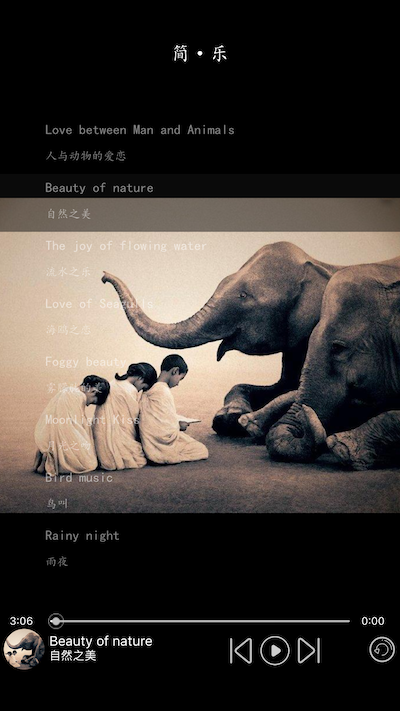 简·乐
Love between Man and Animals
人与动物的爱恋
Beauty of nature
自然之美
The joy of flowing water
流水之乐
Love of Seagulls
海鸥之恋
Foggy beauty
Moonlight Kiss
Bird music
鸟叫
Rainy night
雨夜
3:06
0:00
Beauty of nature
自然之美